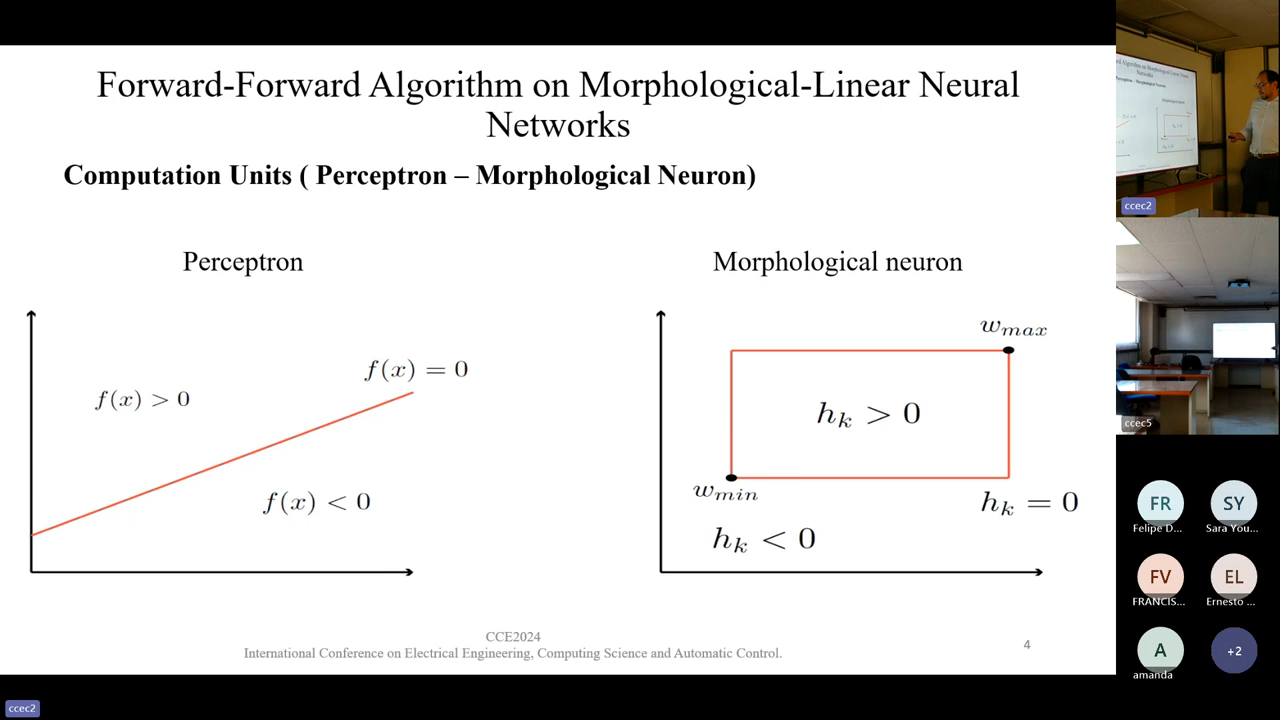 Forward-Forward Algorithm on Morphological-Linear Neural
Networks
Computation Units ( Perceptron – Morphological Neuron)
Perceptron
f(x) = 0
f(x) > 0
f(x) < 0
Morphological neuron
w_max
h_k > 0
w_min
h_k = 0
h_k < 0
CCE2024
International Conference on Electrical Engineering, Computing Science and Automatic Control.
4
ccec2
ccec5
FR
Felipe D...
SY
Sara You...
FV
FRANCIS...
EL
Ernesto ...
A
amanda
+2
ccec2